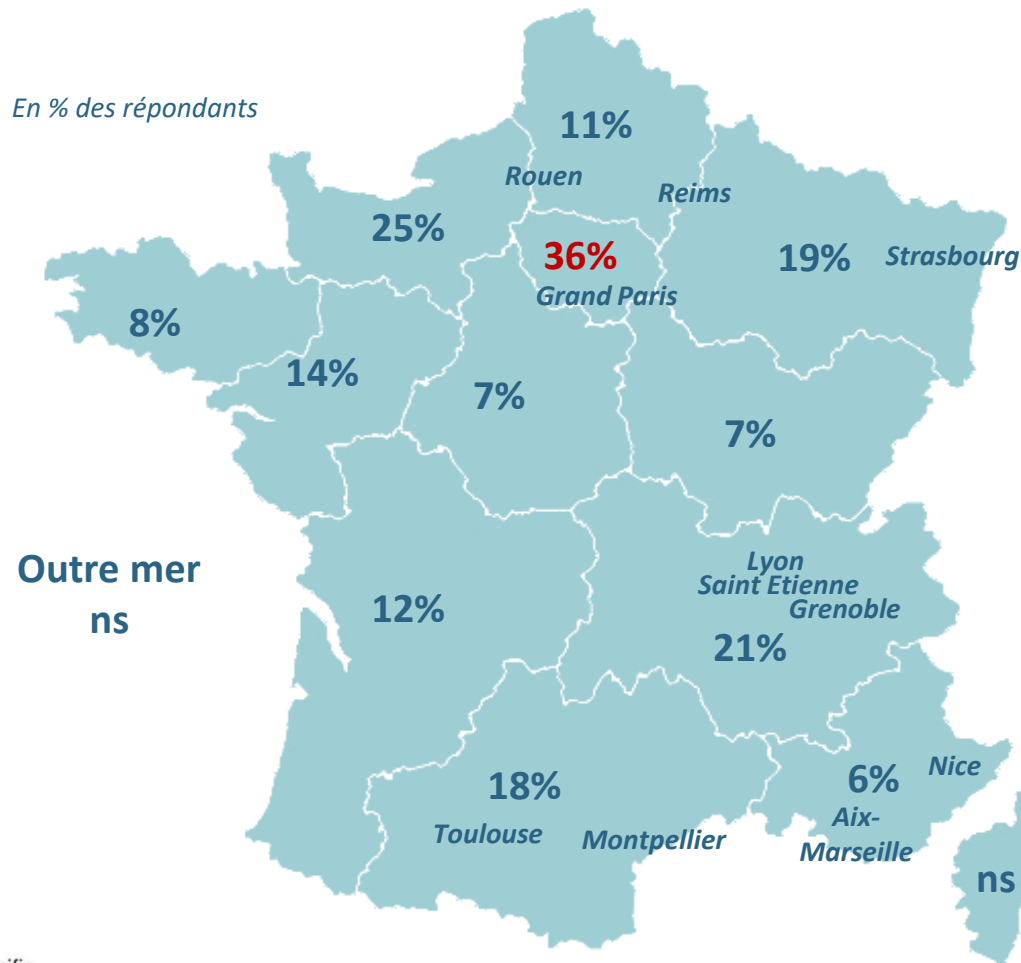 En % des répondants
11%
Rouen
Reims
25%
36%
19%
Strasbourg
Grand Paris
8%
14%
7%
7%
Outre mer
ns
Lyon
Saint Etienne
Grenoble
12%
21%
18%
6%
Nice
Toulouse
Montpellier
Aix-
Marseille
ns